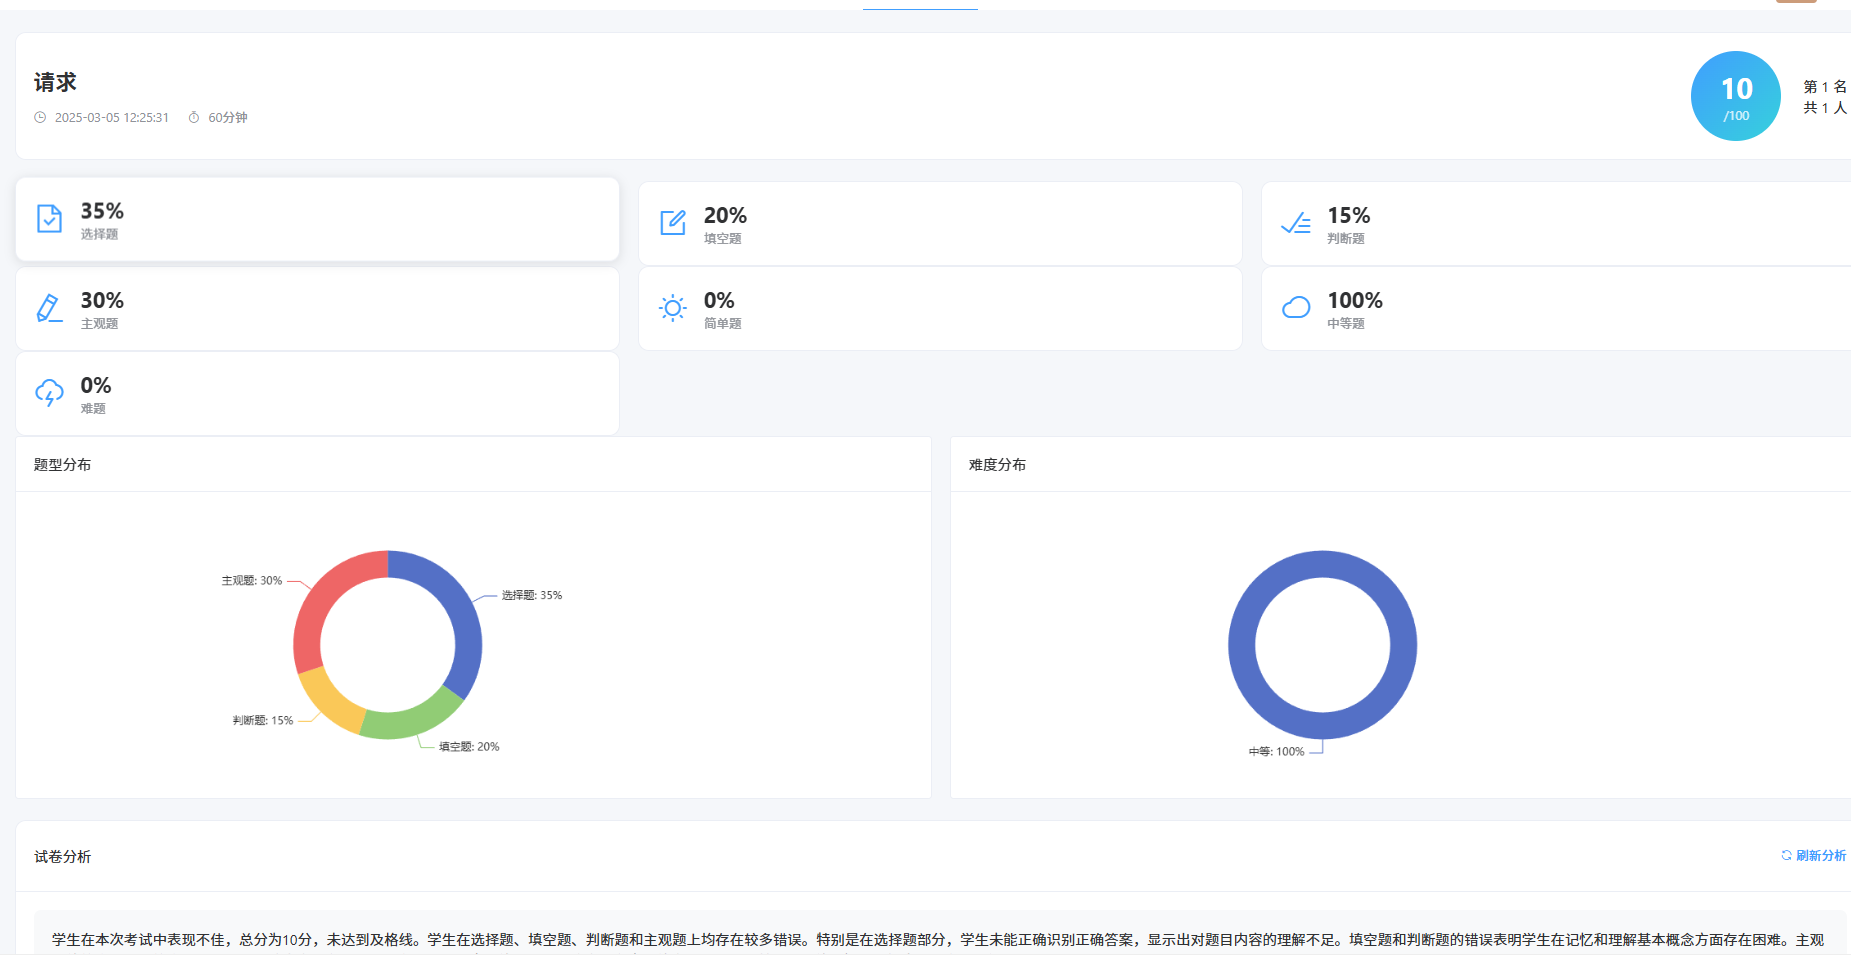 请求
2025-03-05 12:25:31 60分钟
10
/100
第 1 名
共 1 人
35%
选择题
20%
填空题
15%
判断题
30%
主观题
0%
简单题
100%
中等题
0%
难题
题型分布
难度分布
主观题: 30%
选择题: 35%
判断题: 15%
填空题: 20%
中等: 100%
试卷分析
刷新分析
学生在本次考试中表现不佳，总分为10分，未达到及格线。学生在选择题、填空题、判断题和主观题上均存在较多错误。特别是在选择题部分，学生未能正确识别正确答案，显示出对题目内容的理解不足。填空题和判断题的错误表明学生在记忆和理解基本概念方面存在困难。主观